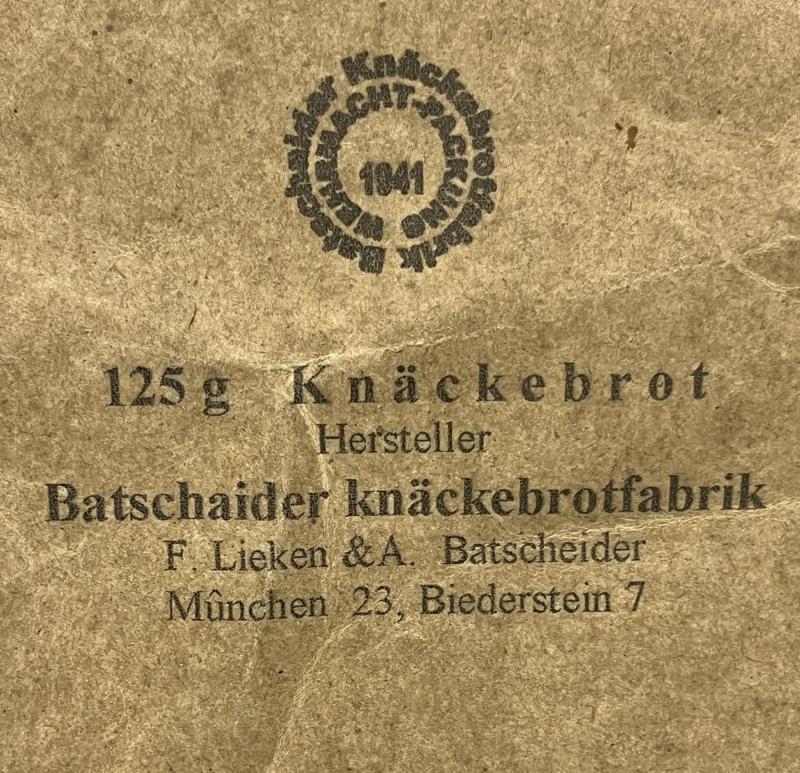 Batschaider Knäckebrotfabrik
WEHRMACHT-PACKUNG
1941
125 g Knäckebrot
Hersteller
Batschaider knäckebrotfabrik
F. Lieken & A. Batscheider
Mûnchen 23, Biederstein 7